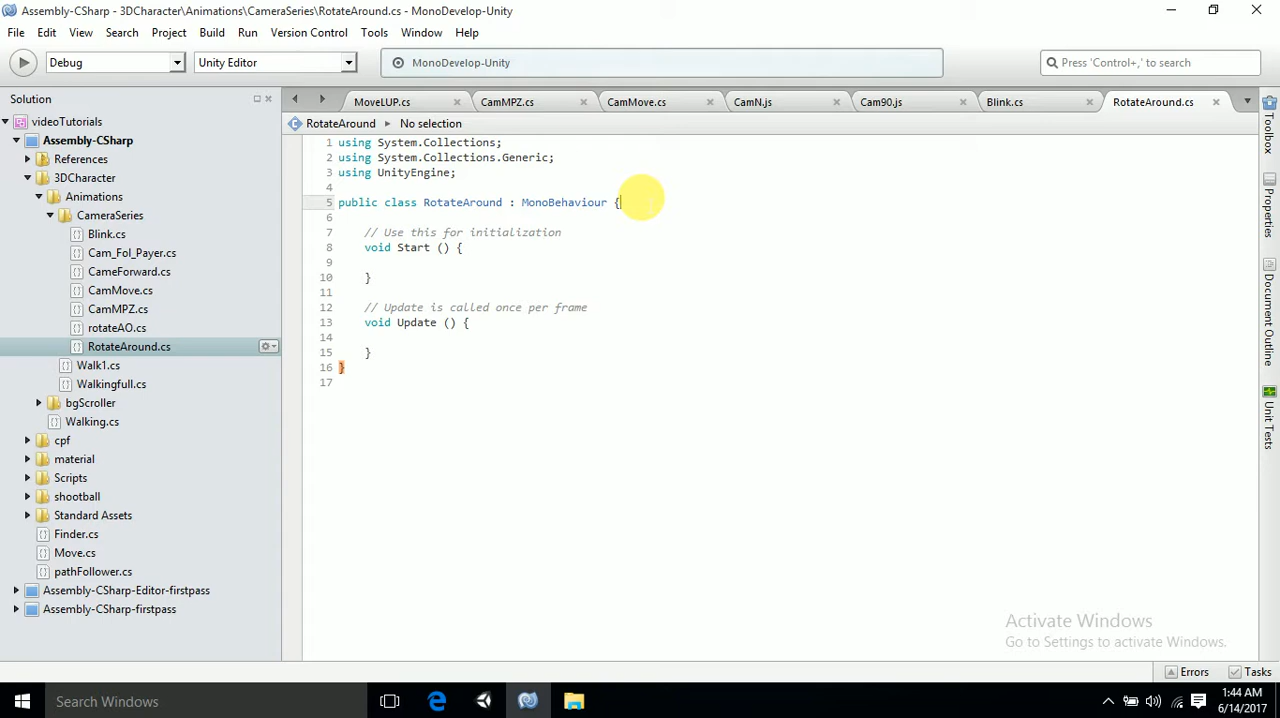 Assembly-CSharp - 3DCharacter\Animations\CameraSeries\RotateAround.cs - MonoDevelop-Unity
File Edit View Search Project Build Run Version Control Tools Window Help
Debug Unity Editor MonoDevelop-Unity Press 'Control+,' to search
Solution
MoveLUP.cs CamMPZ.cs CamMove.cs CamN.js Cam90.js Blink.cs RotateAround.cs
RotateAround No selection
videoTutorials
Assembly-CSharp
References
3DCharacter
Animations
CameraSeries
Blink.cs
Cam_Fol_Payer.cs
CameForward.cs
CamMove.cs
CamMPZ.cs
rotateAO.cs
RotateAround.cs
Walk1.cs
Walkingfull.cs
bgScroller
Walking.cs
cpf
material
Scripts
shootball
Standard Assets
Finder.cs
Move.cs
pathFollower.cs
Assembly-CSharp-Editor-firstpass
Assembly-CSharp-firstpass
1 using System.Collections;
2 using System.Collections.Generic;
3 using UnityEngine;
4
5 public class RotateAround : MonoBehaviour {
6
7 // Use this for initialization
8 void Start () {
9
10 }
11
12 // Update is called once per frame
13 void Update () {
14
15 }
16 }
17
Toolbox
Properties
Document Outline
Unit Tests
Activate Windows
Go to Settings to activate Windows.
Errors Tasks
Search Windows
1:44 AM
6/14/2017